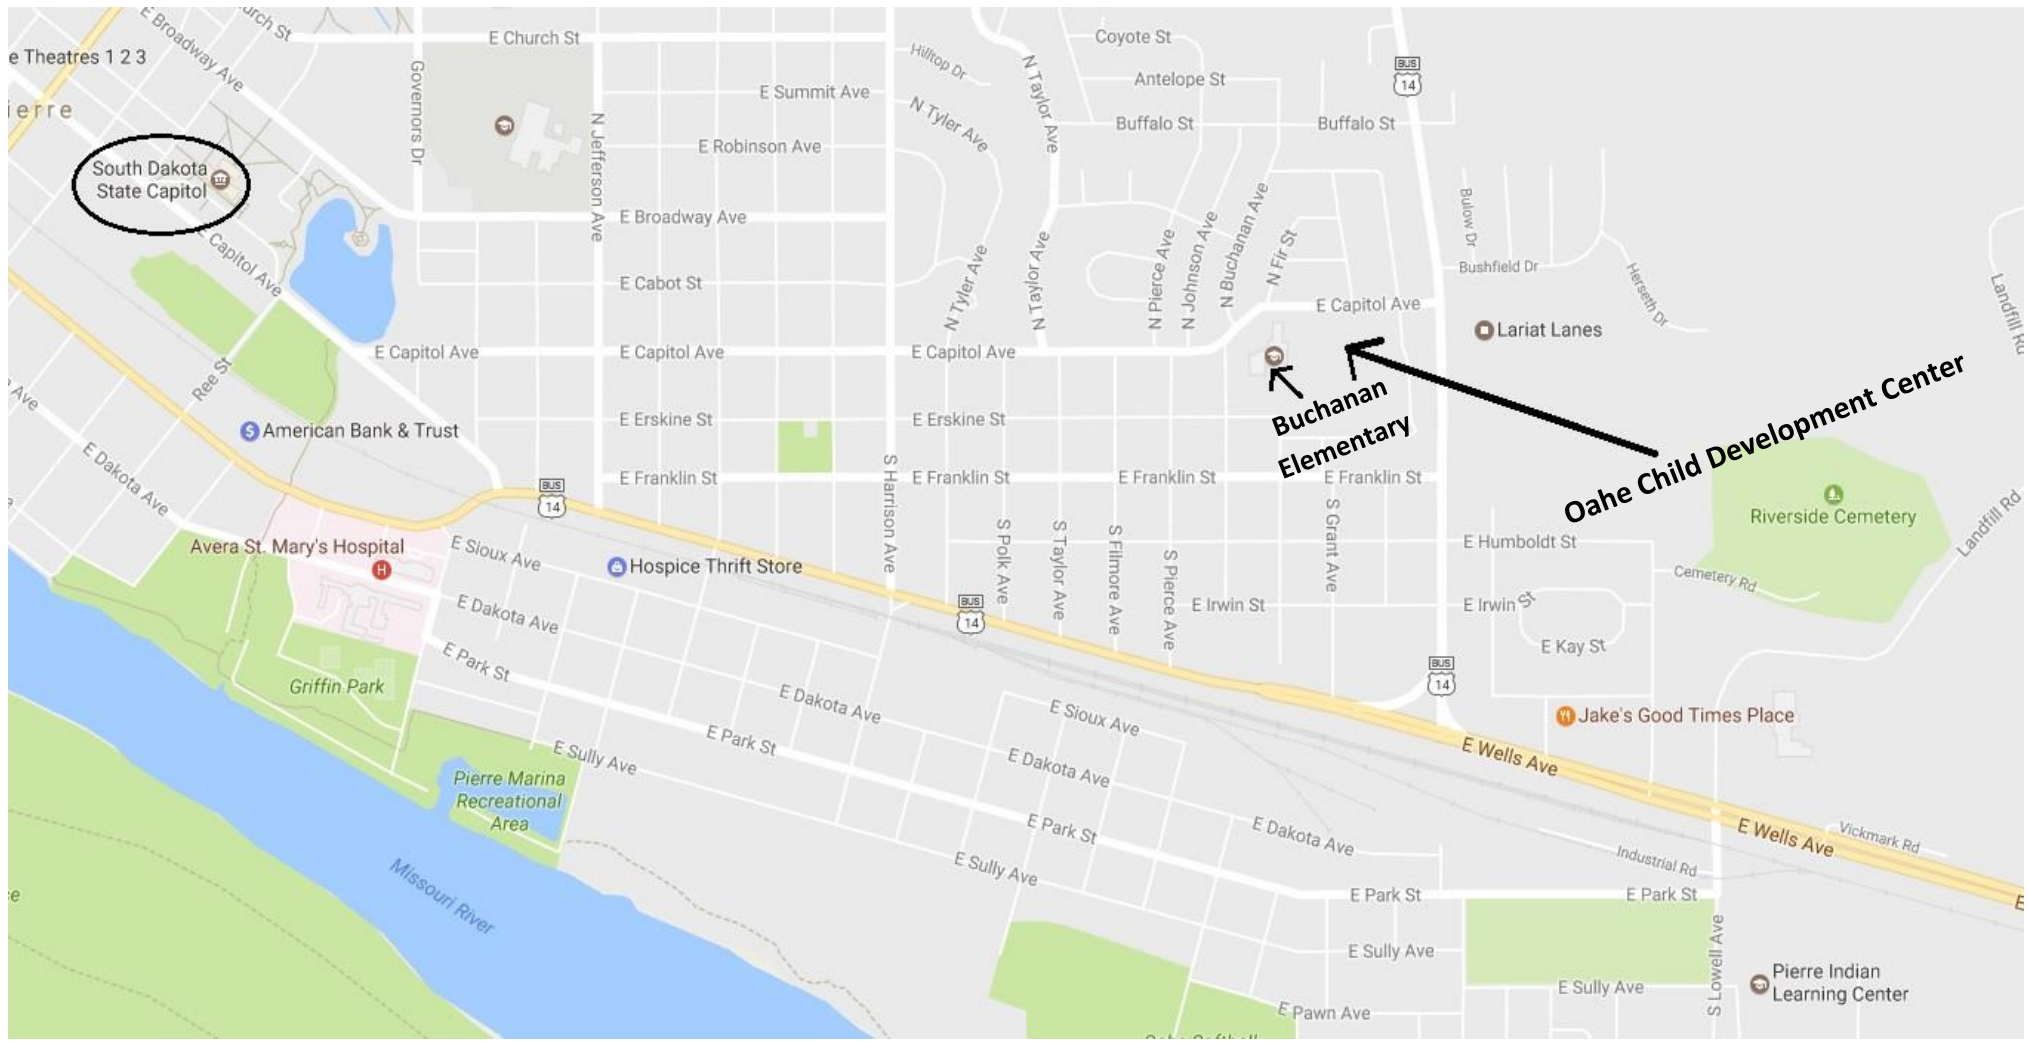 urch St
E Broadway Ave
e Theatres 1 2 3
ierre
South Dakota
State Capitol
E Capitol Ave
E Church St
Governors Dr
N Jefferson Ave
E Summit Ave
E Robinson Ave
E Broadway Ave
E Cabot St
Hilltop Dr
N Tyler Ave
N Taylor Ave
N Tyler Ave
N Taylor Ave
Coyote St
Antelope St
Buffalo St
Buffalo St
BUS
14
N Pierce Ave
N Johnson Ave
N Buchanan Ave
N Fir St
Bulow Dr
Bushfield Dr
Herseth Dr
Landfill Rd
E Capitol Ave
Lariat Lanes
E Capitol Ave
E Capitol Ave
E Capitol Ave
Ree St
Buchanan
Elementary
Oahe Child Development Center
n Ave
American Bank & Trust
E Erskine St
E Erskine St
E Dakota Ave
E Franklin St
S Harrison Ave
E Franklin St
E Franklin St
E Franklin St
BUS
14
Riverside Cemetery
Landfill Rd
Avera St. Mary's Hospital
H
E Sioux Ave
Hospice Thrift Store
S Polk Ave
S Taylor Ave
S Filmore Ave
S Pierce Ave
S Grant Ave
E Humboldt St
Cemetery Rd
E Dakota Ave
BUS
14
E Irwin St
E Irwin St
E Kay St
E Park St
Griffin Park
BUS
14
E Dakota Ave
E Sioux Ave
Jake's Good Times Place
E Park St
E Sully Ave
E Dakota Ave
E Wells Ave
Pierre Marina
Recreational
Area
E Park St
E Dakota Ave
E Wells Ave
Vickmark Rd
Industrial Rd
E Sully Ave
Missouri River
E Park St
E Park St
E
e
E Sully Ave
S Lowell Ave
E Sully Ave
Pierre Indian
Learning Center
E Pawn Ave